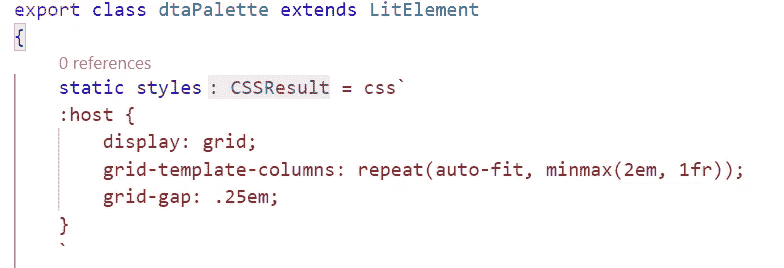 export class dtaPalette extends LitElement
{
0 references
static styles : CSSResult = css`
:host {
display: grid;
grid-template-columns: repeat(auto-fit, minmax(2em, 1fr));
grid-gap: .25em;
}
`